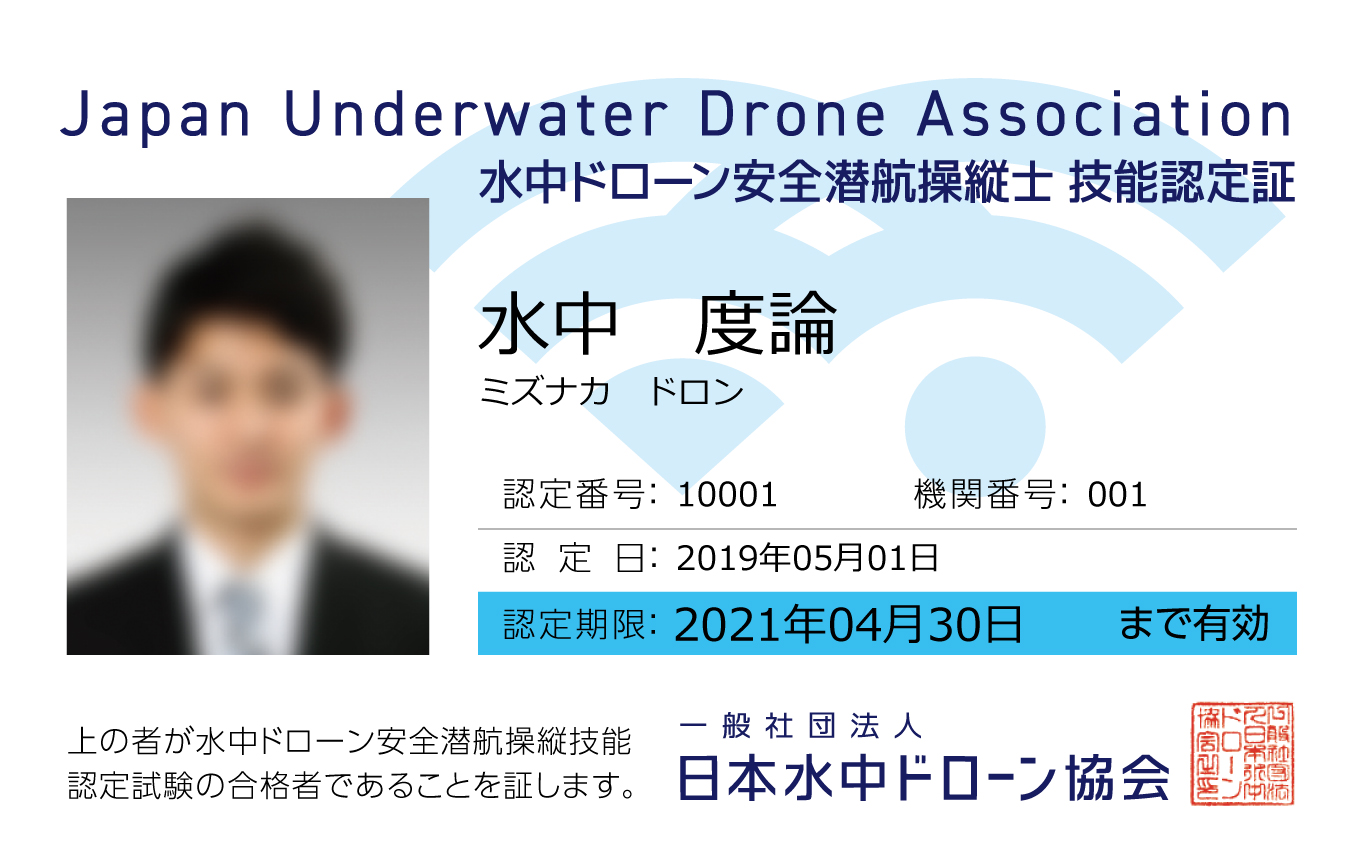 Japan Underwater Drone Association
水中ドローン安全潜航操縦士 技能認定証
水中　度論
ミズナカ　ドロン
認定番号： 10001　機関番号： 001
認 定 日： 2019年05月01日
認定期限： 2021年04月30日　まで有効
上の者が水中ドローン安全潜航操縦技能
認定試験の合格者であることを証します。
一般社団法人
日本水中ドローン協会